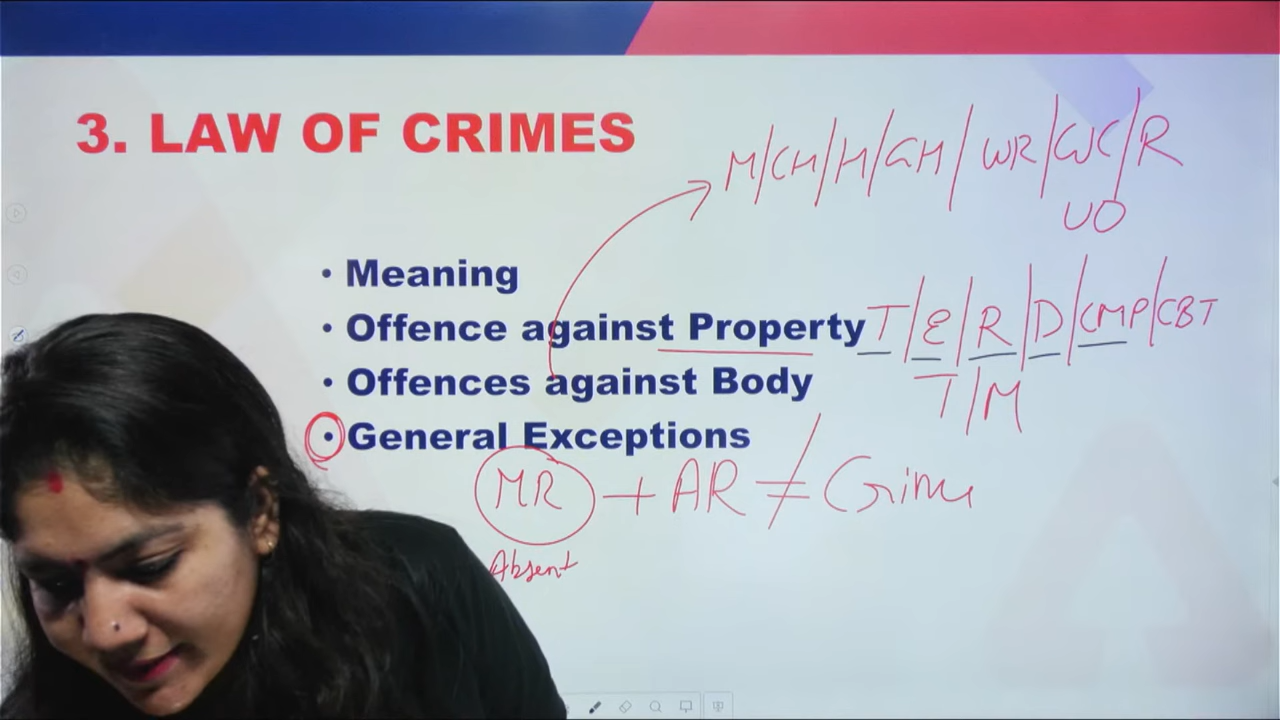 3. LAW OF CRIMES
M/CH/H/GH/ WR/WC/R
UO
• Meaning
• Offence against Property T/E/R/D/CMP/CBT
T/M
• Offences against Body
• General Exceptions
MR + AR ≠ Crime
Absent